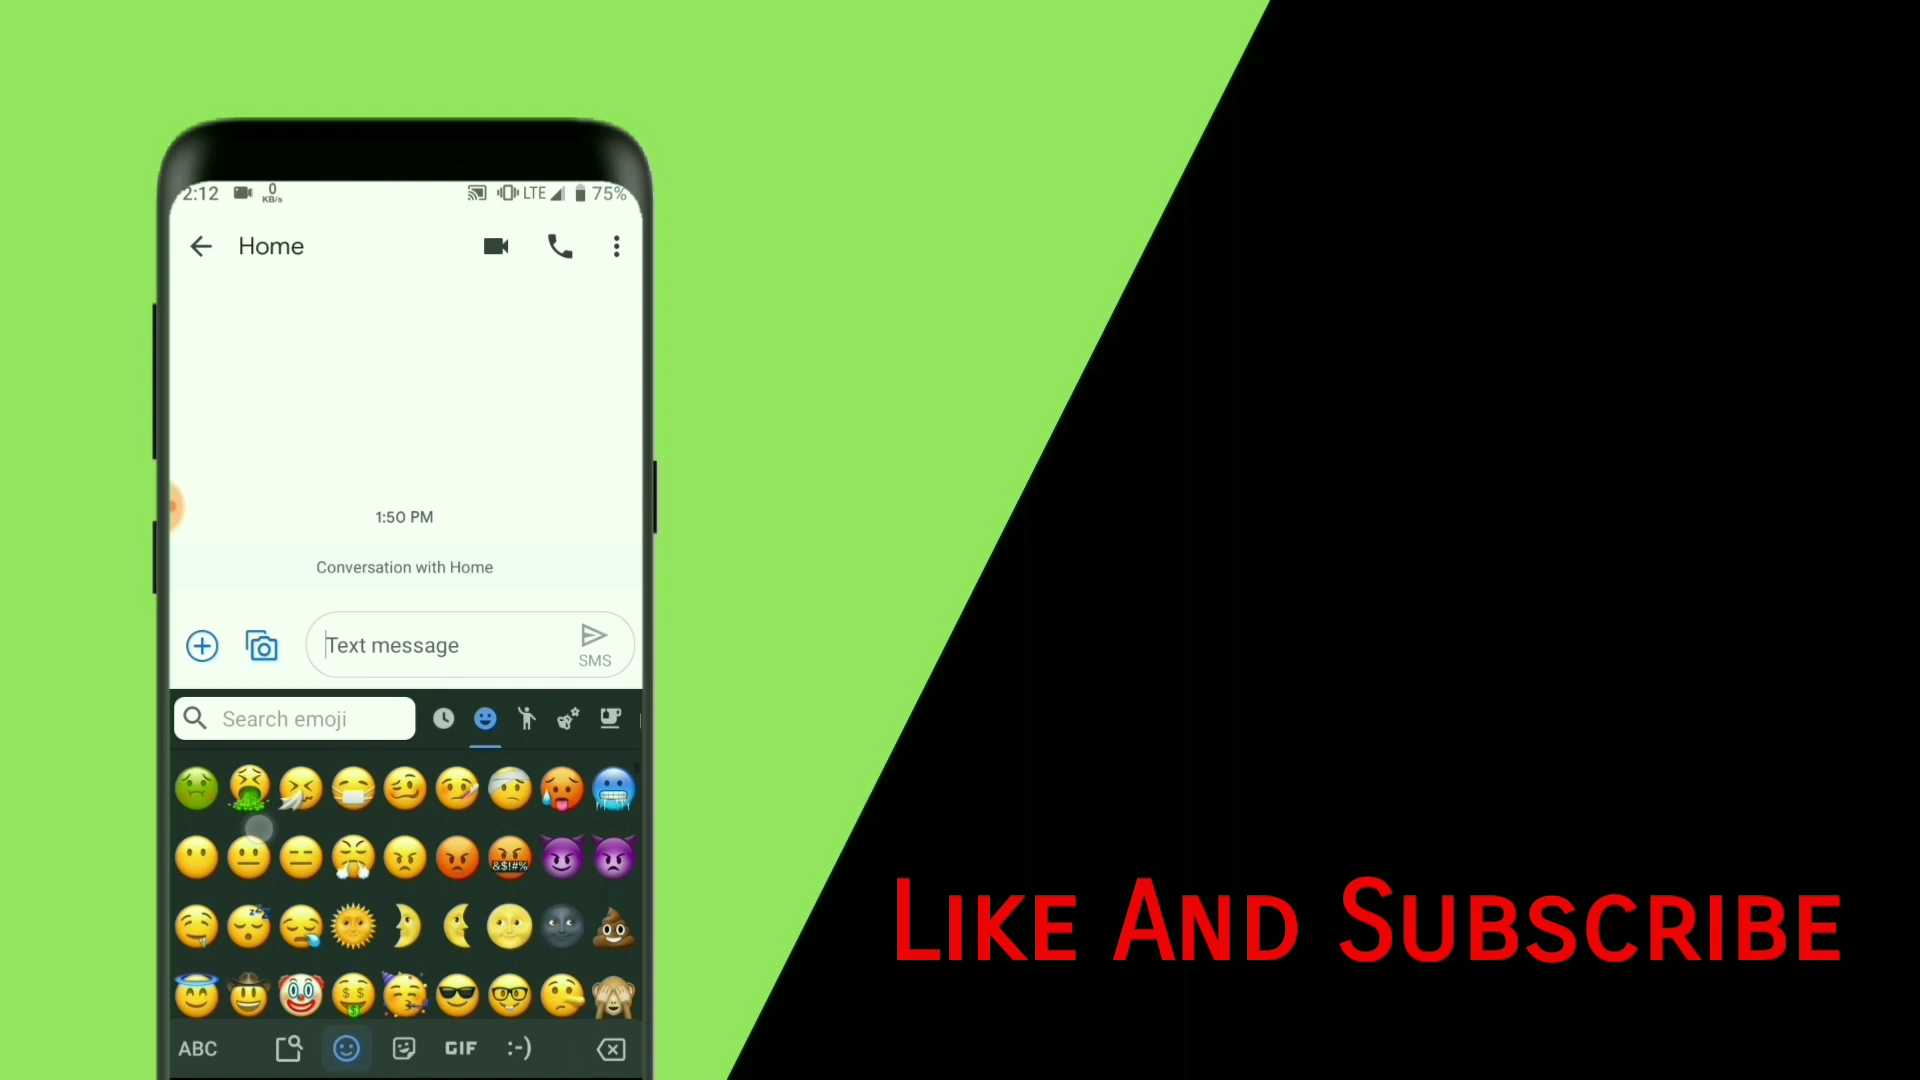 2:12 0 KB/s LTE 75%
Home
1:50 PM
Conversation with Home
Text message
SMS
Search emoji
&$!#%
ABC GIF :-)
Like And Subscribe